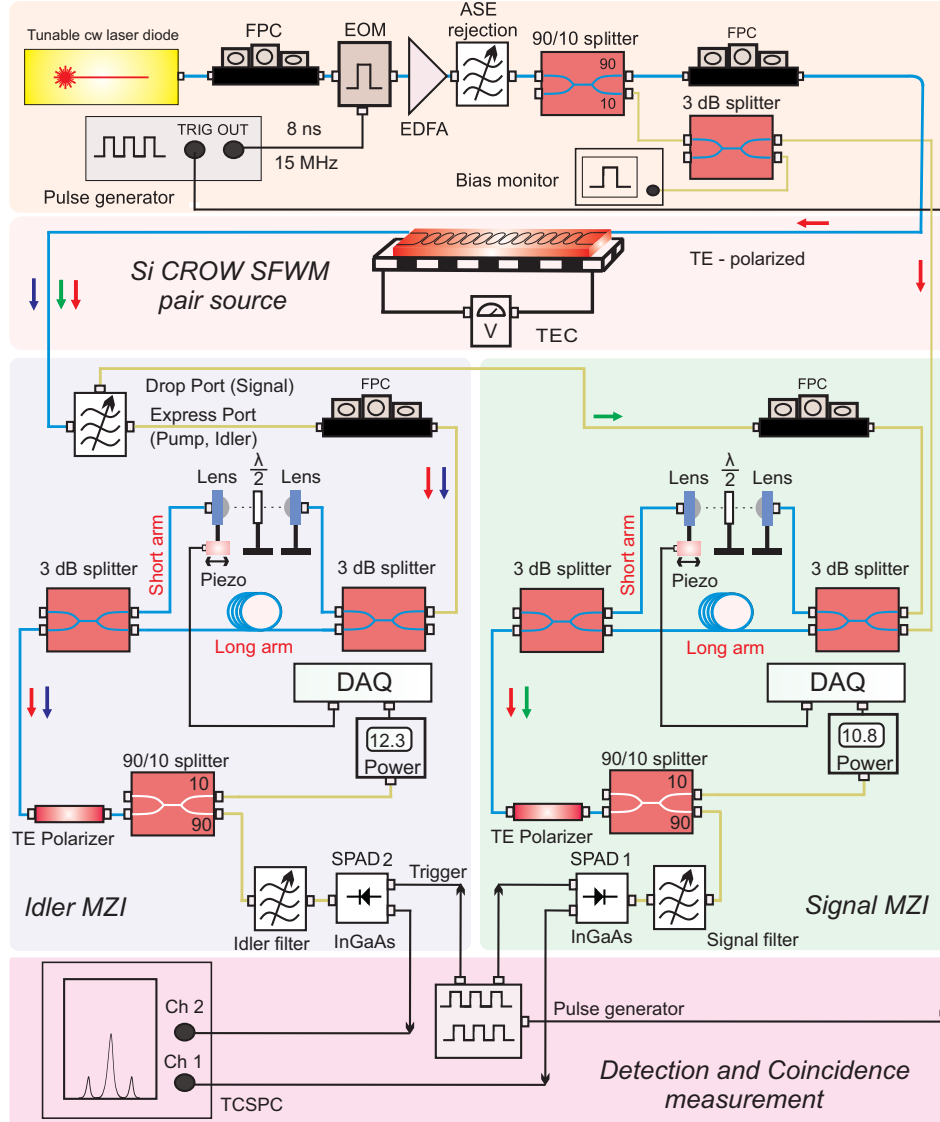 Tunable cw laser diode
FPC
EOM
ASE
rejection
90/10 splitter
90
10
FPC
3 dB splitter
EDFA
TRIG OUT
8 ns
15 MHz
Pulse generator
Bias monitor
Si CROW SFWM
pair source
TE - polarized
V
TEC
Drop Port (Signal)
Express Port
(Pump, Idler)
FPC
Lens
λ
2
Lens
Short arm
Piezo
3 dB splitter
3 dB splitter
Long arm
DAQ
12.3
Power
90/10 splitter
10
90
TE Polarizer
SPAD 2
Trigger
Idler MZI
Idler filter
InGaAs
FPC
Lens
λ
2
Lens
Short arm
Piezo
3 dB splitter
3 dB splitter
Long arm
DAQ
10.8
Power
90/10 splitter
10
90
TE Polarizer
SPAD 1
InGaAs
Signal filter
Signal MZI
Ch 2
Ch 1
TCSPC
Pulse generator
Detection and Coincidence
measurement